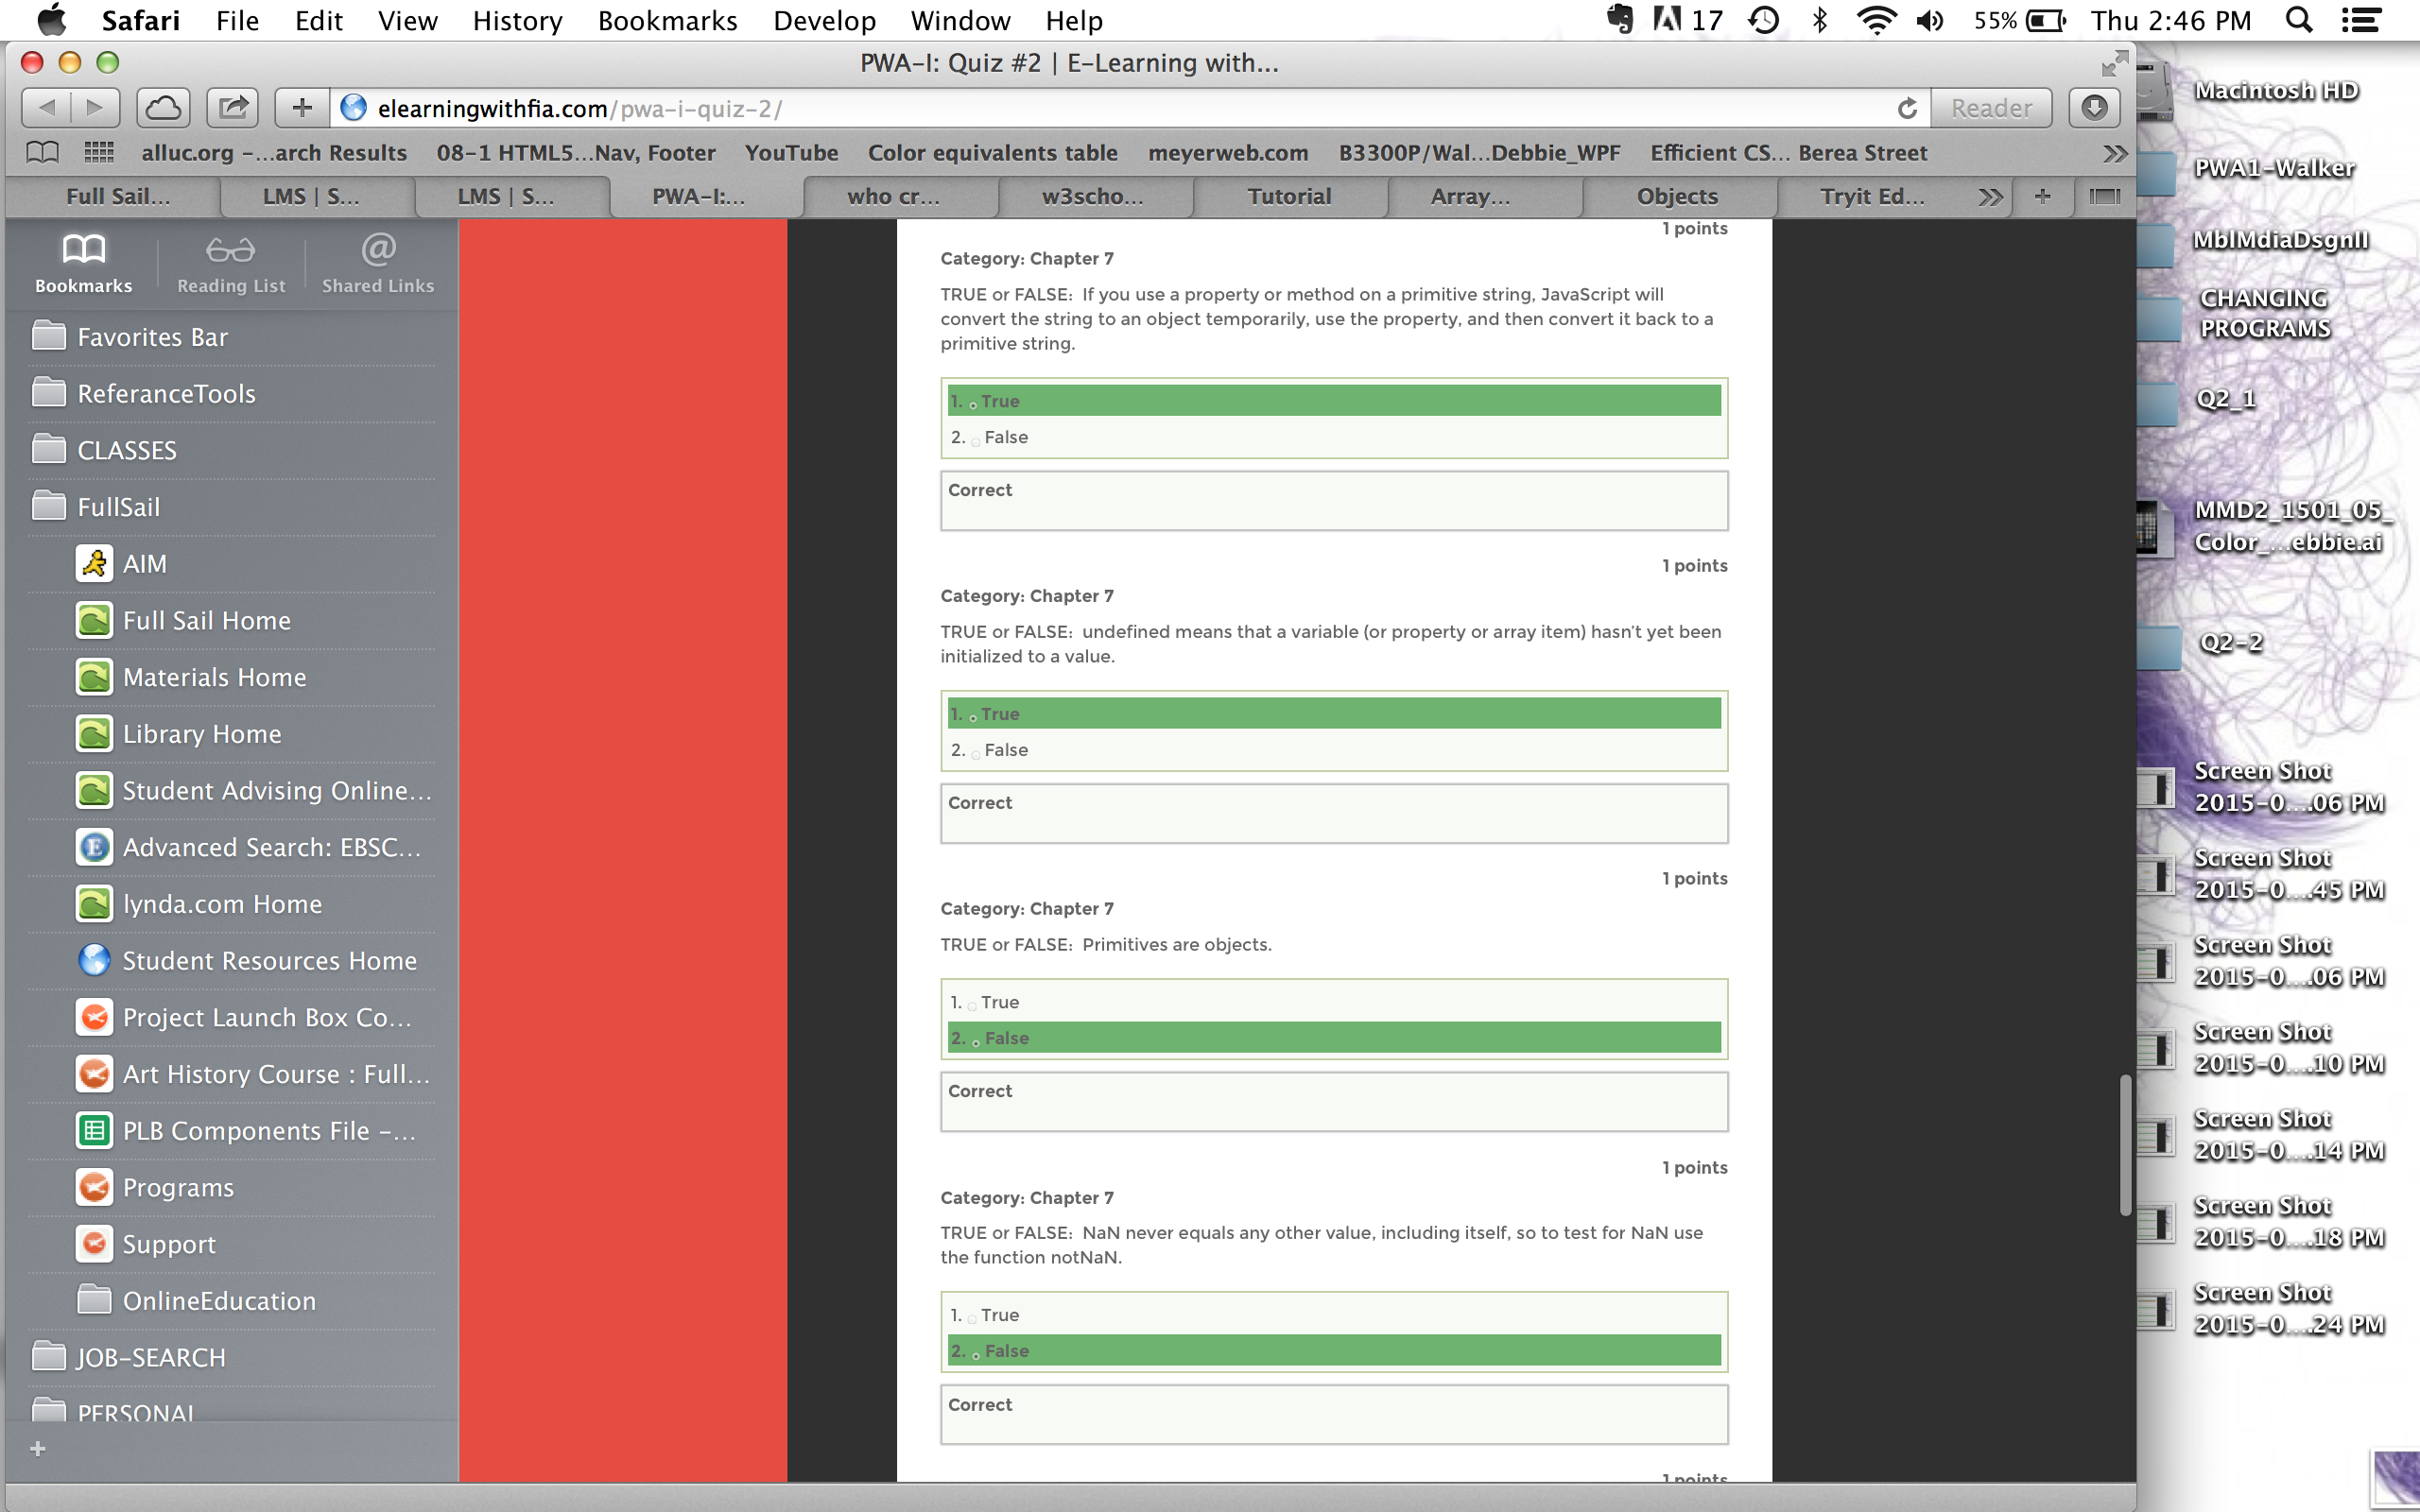 Safari File Edit View History Bookmarks Develop Window Help 17 55% Thu 2:46 PM
PWA-I: Quiz #2 | E-Learning with...
elearningwithfia.com/pwa-i-quiz-2/
Reader
alluc.org -...arch Results 08-1 HTML5...Nav, Footer YouTube Color equivalents table meyerweb.com B3300P/Wal...Debbie_WPF Efficient CS... Berea Street
Full Sail... LMS | S... LMS | S... PWA-I:... who cr... w3scho... Tutorial Array... Objects Tryit Ed...
Bookmarks Reading List Shared Links
Favorites Bar
ReferanceTools
CLASSES
FullSail
AIM
Full Sail Home
Materials Home
Library Home
Student Advising Online...
Advanced Search: EBSC...
lynda.com Home
Student Resources Home
Project Launch Box Co...
Art History Course : Full...
PLB Components File -...
Programs
Support
OnlineEducation
JOB-SEARCH
PERSONAL
1 points
Category: Chapter 7
TRUE or FALSE: If you use a property or method on a primitive string, JavaScript will
convert the string to an object temporarily, use the property, and then convert it back to a
primitive string.
1. True
2. False
Correct
1 points
Category: Chapter 7
TRUE or FALSE: undefined means that a variable (or property or array item) hasn't yet been
initialized to a value.
1. True
2. False
Correct
1 points
Category: Chapter 7
TRUE or FALSE: Primitives are objects.
1. True
2. False
Correct
1 points
Category: Chapter 7
TRUE or FALSE: NaN never equals any other value, including itself, so to test for NaN use
the function notNaN.
1. True
2. False
Correct
1 points
Macintosh HD
PWA1-Walker
MblMdiaDsgnII
CHANGING
PROGRAMS
Q2_1
MMD2_1501_05_
Color_...ebbie.ai
Q2-2
Screen Shot
2015-0....06 PM
Screen Shot
2015-0....45 PM
Screen Shot
2015-0....06 PM
Screen Shot
2015-0....10 PM
Screen Shot
2015-0....14 PM
Screen Shot
2015-0....18 PM
Screen Shot
2015-0....24 PM